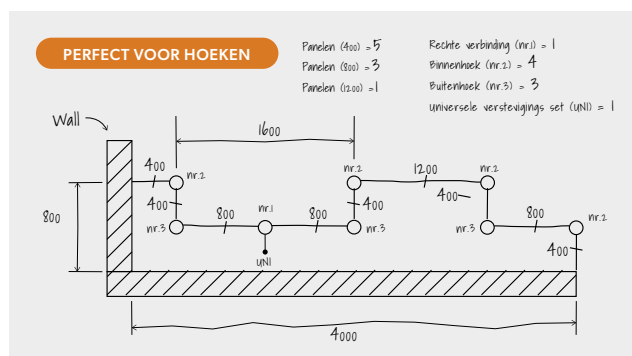 PERFECT VOOR HOEKEN
Panelen (400) = 5
Panelen (800) = 3
Panelen (1200) = 1
Rechte verbinding (nr.1) = 1
Binnenhoek (nr.2) = 4
Buitenhoek (nr.3) = 3
Universele verstevigings set (UNI) = 1
Wall
1600
400
nr.2
nr.2
1200
nr.2
400
400
400
800
nr.3
800
nr.1
800
nr.3
nr.3
800
nr.2
UNI
400
4000